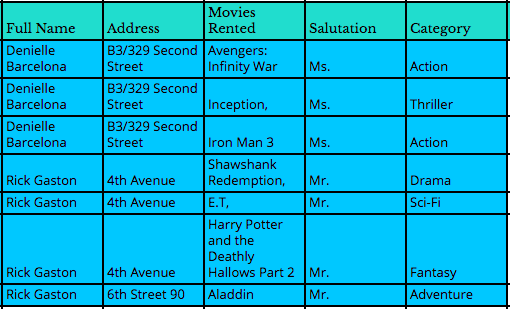 Full Name Address Movies Rented Salutation Category
Denielle Barcelona B3/329 Second Street Avengers: Infinity War Ms. Action
Denielle Barcelona B3/329 Second Street Inception, Ms. Thriller
Denielle Barcelona B3/329 Second Street Iron Man 3 Ms. Action
Rick Gaston 4th Avenue Shawshank Redemption, Mr. Drama
Rick Gaston 4th Avenue E.T, Mr. Sci-Fi
Rick Gaston 4th Avenue Harry Potter and the Deathly Hallows Part 2 Mr. Fantasy
Rick Gaston 6th Street 90 Aladdin Mr. Adventure